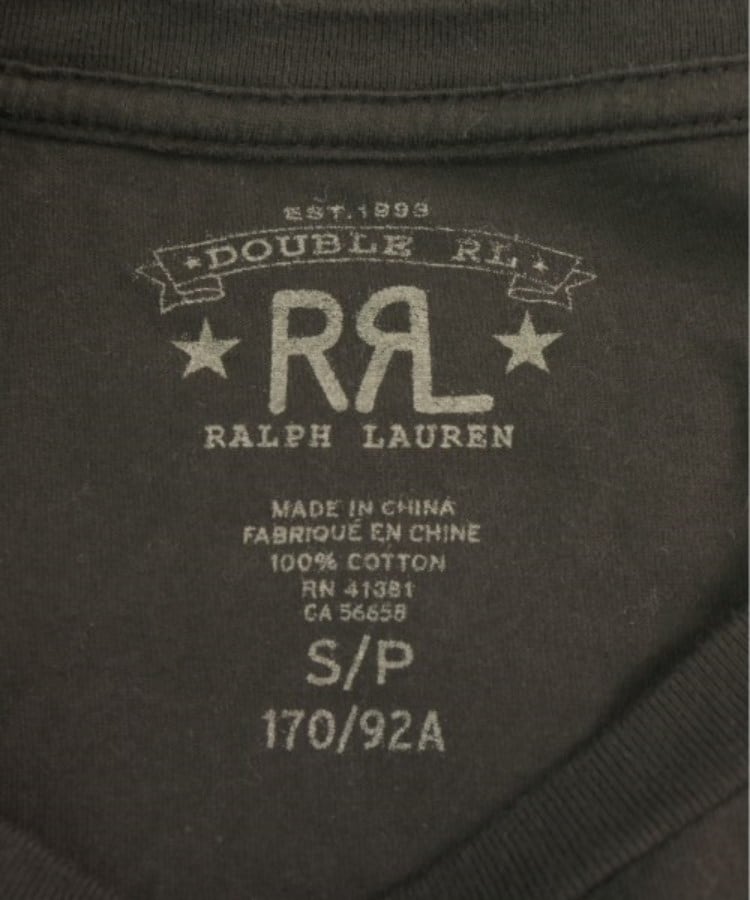 EST.1993
DOUBLE RL
RRL
RALPH LAUREN
MADE IN CHINA
FABRIQUÉ EN CHINE
100% COTTON
RN 41381
CA 56658
S/P
170/92A